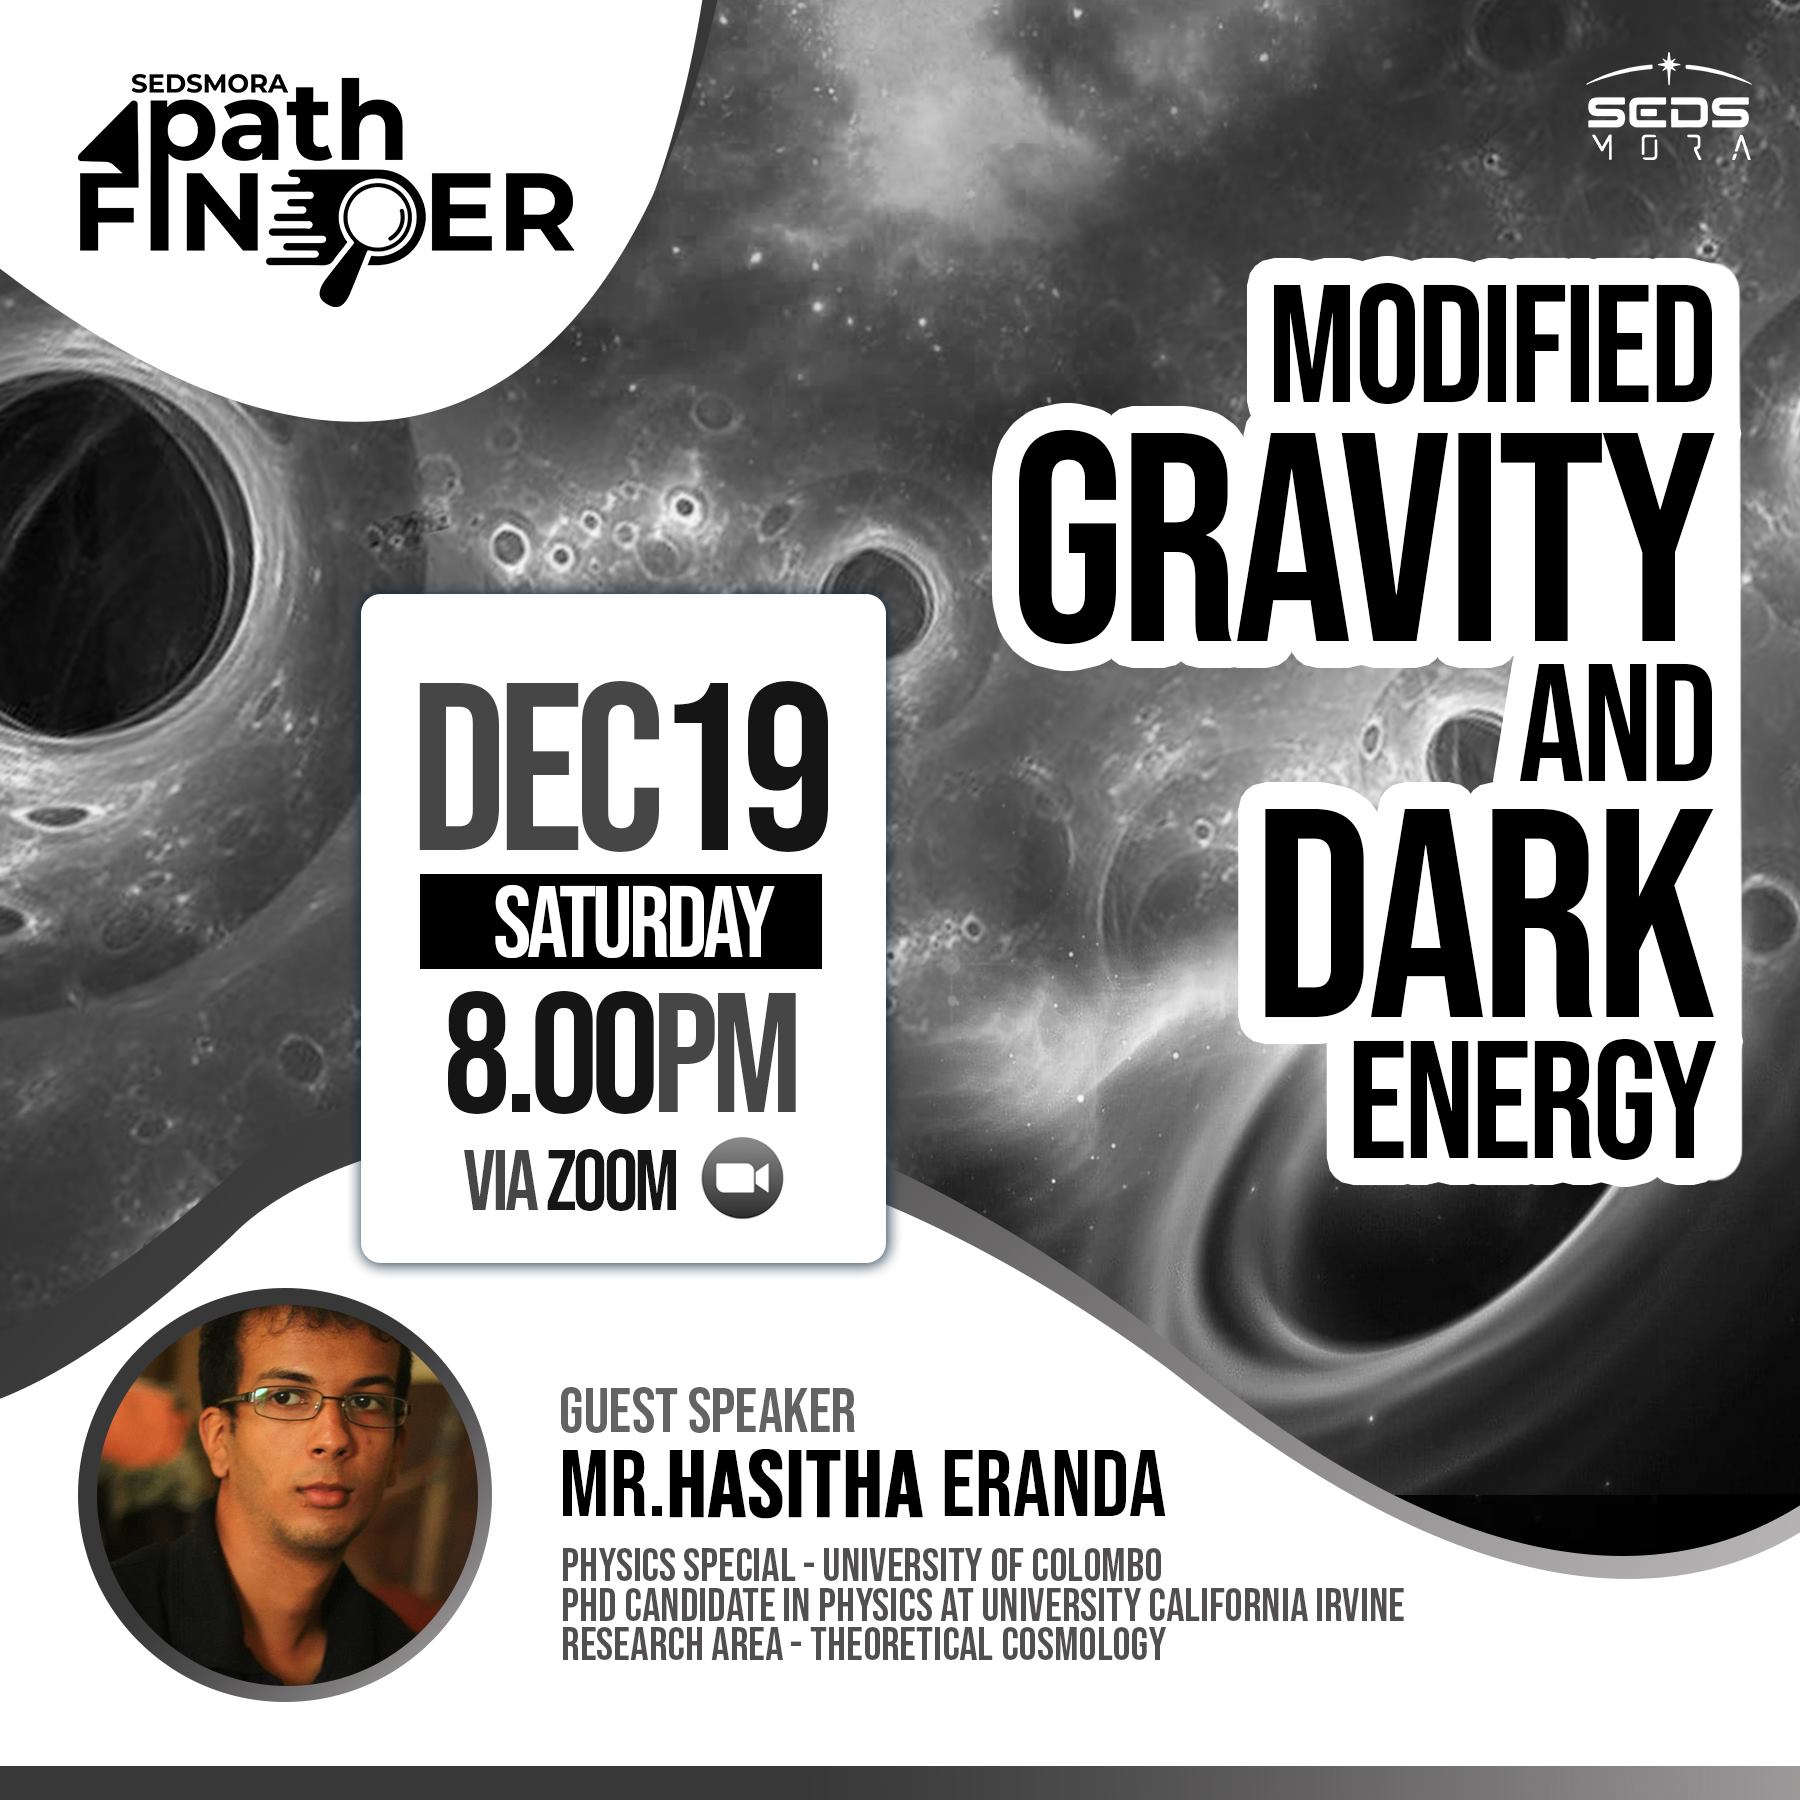 SEDSMORA
path
FINDER
SEDS
MORA
MODIFIED
GRAVITY
AND
DARK
ENERGY
DEC19
SATURDAY
8.00PM
VIA ZOOM
GUEST SPEAKER
MR.HASITHA ERANDA
PHYSICS SPECIAL - UNIVERSITY OF COLOMBO
PHD CANDIDATE IN PHYSICS AT UNIVERSITY CALIFORNIA IRVINE
RESEARCH AREA - THEORETICAL COSMOLOGY